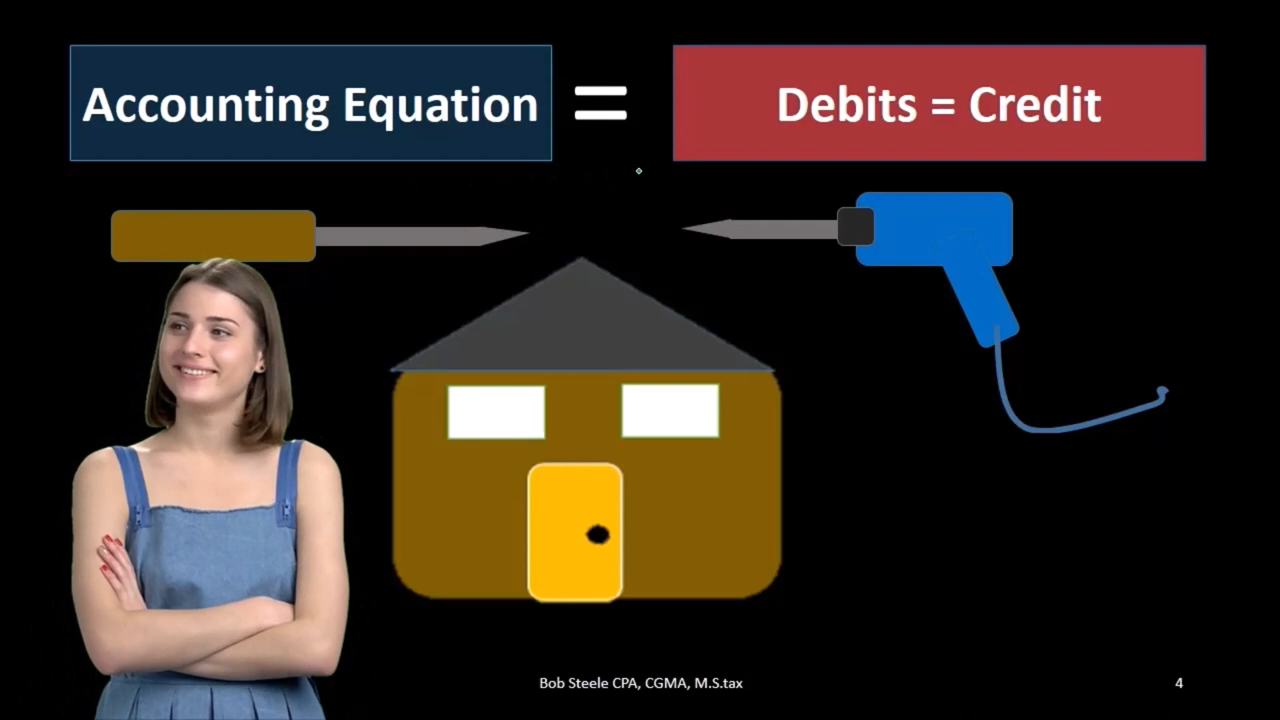 Accounting Equation = Debits = Credit
Bob Steele CPA, CGMA, M.S.tax
4